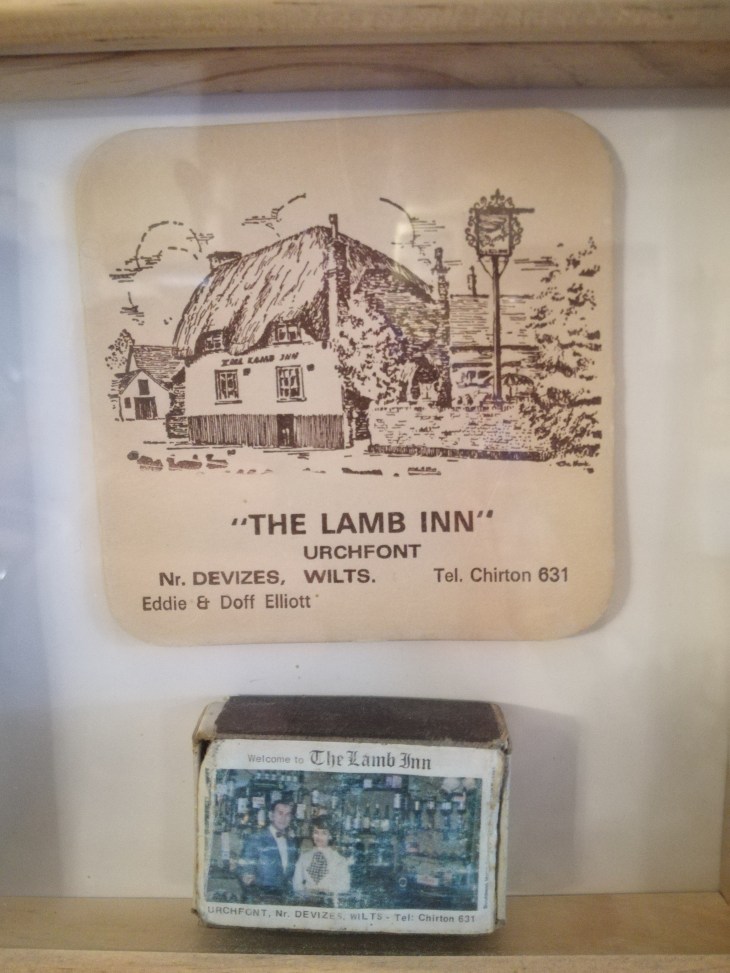 THE LAMB INN
"THE LAMB INN"
URCHFONT
Nr. DEVIZES, WILTS. Tel. Chirton 631
Eddie & Doff Elliott
Welcome to The Lamb Inn
URCHFONT, Nr. DEVIZES, WILTS - Tel: Chirton 631